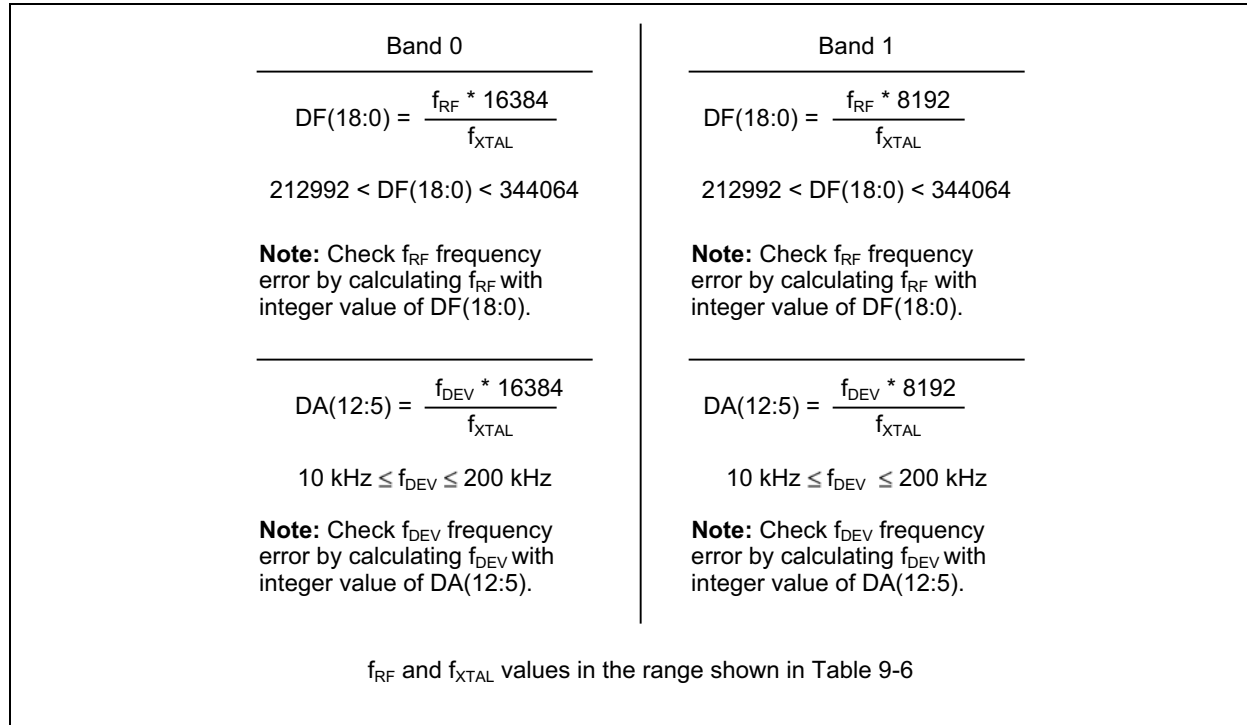 Band 0
DF(18:0) = f_RF * 16384 / f_XTAL
212992 < DF(18:0) < 344064
Note: Check f_RF frequency
error by calculating f_RF with
integer value of DF(18:0).
DA(12:5) = f_DEV * 16384 / f_XTAL
10 kHz ≤ f_DEV ≤ 200 kHz
Note: Check f_DEV frequency
error by calculating f_DEV with
integer value of DA(12:5).
Band 1
DF(18:0) = f_RF * 8192 / f_XTAL
212992 < DF(18:0) < 344064
Note: Check f_RF frequency
error by calculating f_RF with
integer value of DF(18:0).
DA(12:5) = f_DEV * 8192 / f_XTAL
10 kHz ≤ f_DEV ≤ 200 kHz
Note: Check f_DEV frequency
error by calculating f_DEV with
integer value of DA(12:5).
f_RF and f_XTAL values in the range shown in Table 9-6